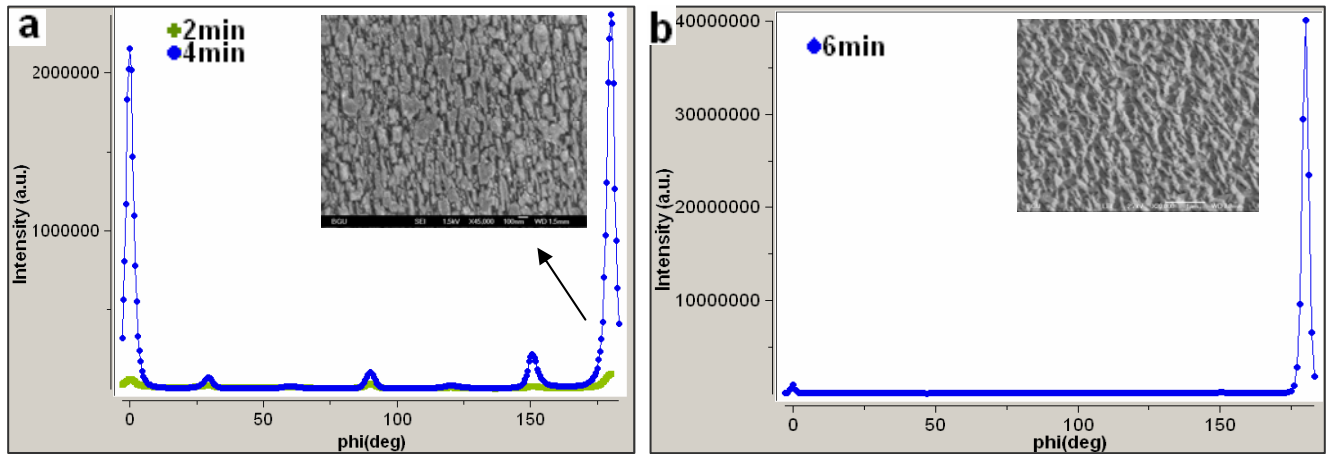 a
2min
4min
2000000
1000000
Intensity (a.u.)
0 50 100 150
phi(deg)
BGU SEI 1.5kV X45,000 100nm WD 1.5mm
b
6min
40000000
30000000
20000000
10000000
Intensity (a.u.)
0 50 100 150
phi(deg)